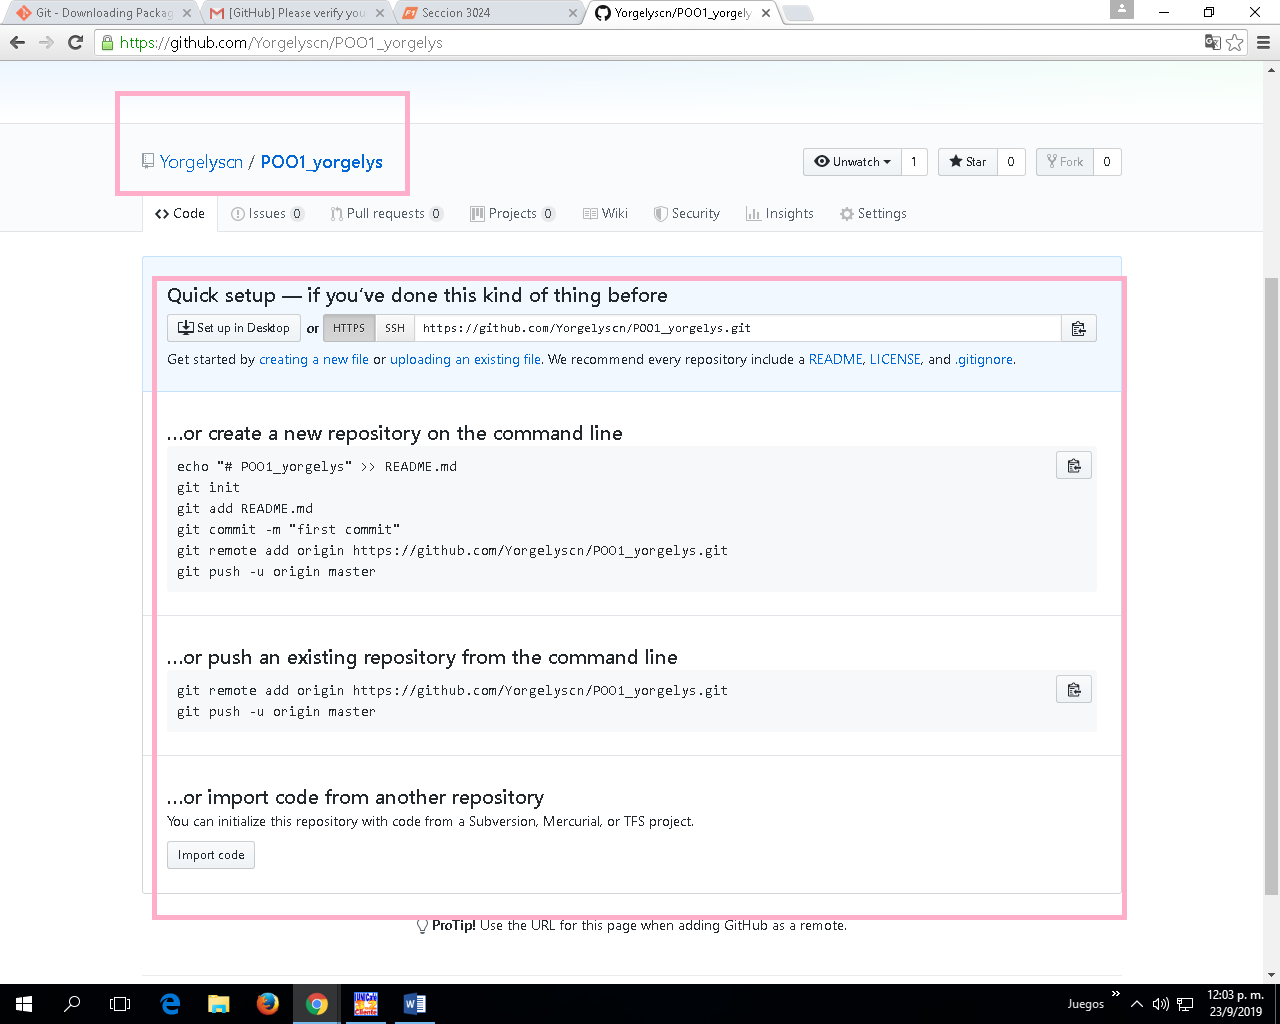 Git - Downloading Packag
[GitHub] Please verify you
Seccion 3024
Yorgelyscn/POO1_yorgely
https://github.com/Yorgelyscn/POO1_yorgelys
Yorgelyscn / POO1_yorgelys
Unwatch 1
Star 0
Fork 0
Code
Issues 0
Pull requests 0
Projects 0
Wiki
Security
Insights
Settings
Quick setup — if you’ve done this kind of thing before
Set up in Desktop or HTTPS SSH https://github.com/Yorgelyscn/POO1_yorgelys.git
Get started by creating a new file or uploading an existing file. We recommend every repository include a README, LICENSE, and .gitignore.
…or create a new repository on the command line
echo "# POO1_yorgelys" >> README.md
git init
git add README.md
git commit -m "first commit"
git remote add origin https://github.com/Yorgelyscn/POO1_yorgelys.git
git push -u origin master
…or push an existing repository from the command line
git remote add origin https://github.com/Yorgelyscn/POO1_yorgelys.git
git push -u origin master
…or import code from another repository
You can initialize this repository with code from a Subversion, Mercurial, or TFS project.
Import code
ProTip! Use the URL for this page when adding GitHub as a remote.
Juegos
12:03 p. m.
23/9/2019